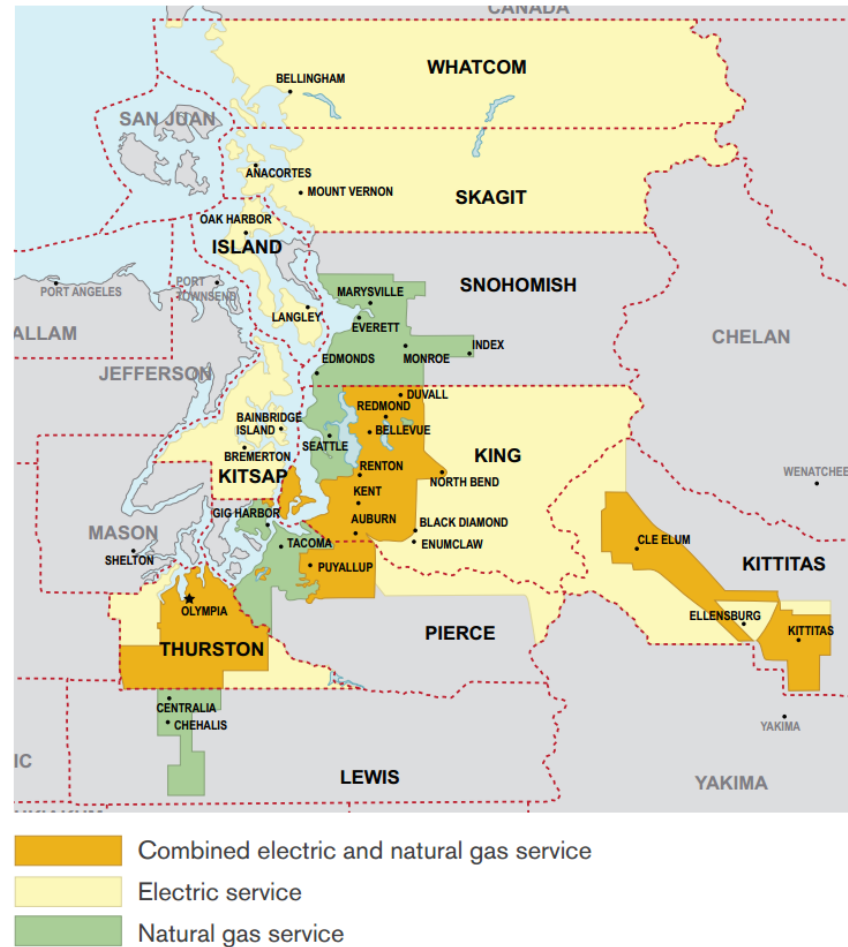 CANADA
WHATCOM
BELLINGHAM
SAN JUAN
ANACORTES
MOUNT VERNON
SKAGIT
OAK HARBOR
ISLAND
SNOHOMISH
PORT ANGELES
PORT
TOWNSEND
MARYSVILLE
LANGLEY
EVERETT
CHELAN
ALLAM
EDMONDS
MONROE
INDEX
JEFFERSON
DUVALL
REDMOND
BAINBRIDGE
ISLAND
BELLEVUE
SEATTLE
BREMERTON
KING
KITSAP
RENTON
NORTH BEND
WENATCHEE
KENT
GIG HARBOR
MASON
AUBURN
BLACK DIAMOND
ENUMCLAW
CLE ELUM
TACOMA
SHELTON
PUYALLUP
KITTITAS
OLYMPIA
ELLENSBURG
KITTITAS
PIERCE
THURSTON
CENTRALIA
CHEHALIS
YAKIMA
IC
LEWIS
YAKIMA
Combined electric and natural gas service
Electric service
Natural gas service